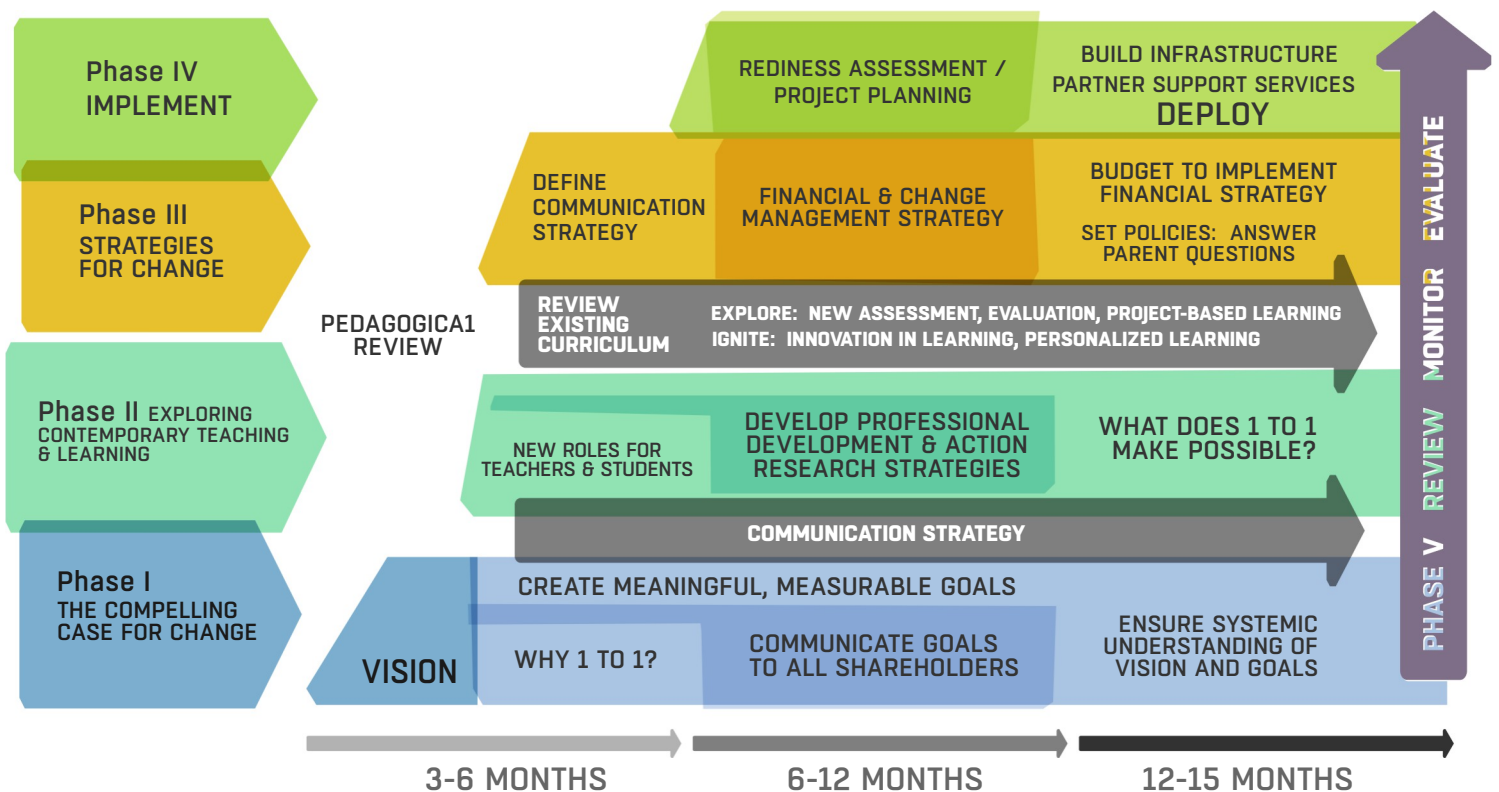 Phase IV
IMPLEMENT
REDINESS ASSESSMENT /
PROJECT PLANNING
BUILD INFRASTRUCTURE
PARTNER SUPPORT SERVICES
DEPLOY
Phase III
STRATEGIES
FOR CHANGE
DEFINE
COMMUNICATION
STRATEGY
FINANCIAL & CHANGE
MANAGEMENT STRATEGY
BUDGET TO IMPLEMENT
FINANCIAL STRATEGY
SET POLICIES: ANSWER
PARENT QUESTIONS
PEDAGOGICA1
REVIEW
REVIEW
EXISTING
CURRICULUM
EXPLORE: NEW ASSESSMENT, EVALUATION, PROJECT-BASED LEARNING
IGNITE: INNOVATION IN LEARNING, PERSONALIZED LEARNING
Phase II EXPLORING
CONTEMPORARY TEACHING
& LEARNING
NEW ROLES FOR
TEACHERS & STUDENTS
DEVELOP PROFESSIONAL
DEVELOPMENT & ACTION
RESEARCH STRATEGIES
WHAT DOES 1 TO 1
MAKE POSSIBLE?
COMMUNICATION STRATEGY
Phase I
THE COMPELLING
CASE FOR CHANGE
VISION
CREATE MEANINGFUL, MEASURABLE GOALS
WHY 1 TO 1?
COMMUNICATE GOALS
TO ALL SHAREHOLDERS
ENSURE SYSTEMIC
UNDERSTANDING OF
VISION AND GOALS
PHASE V REVIEW MONITOR EVALUATE
3-6 MONTHS
6-12 MONTHS
12-15 MONTHS